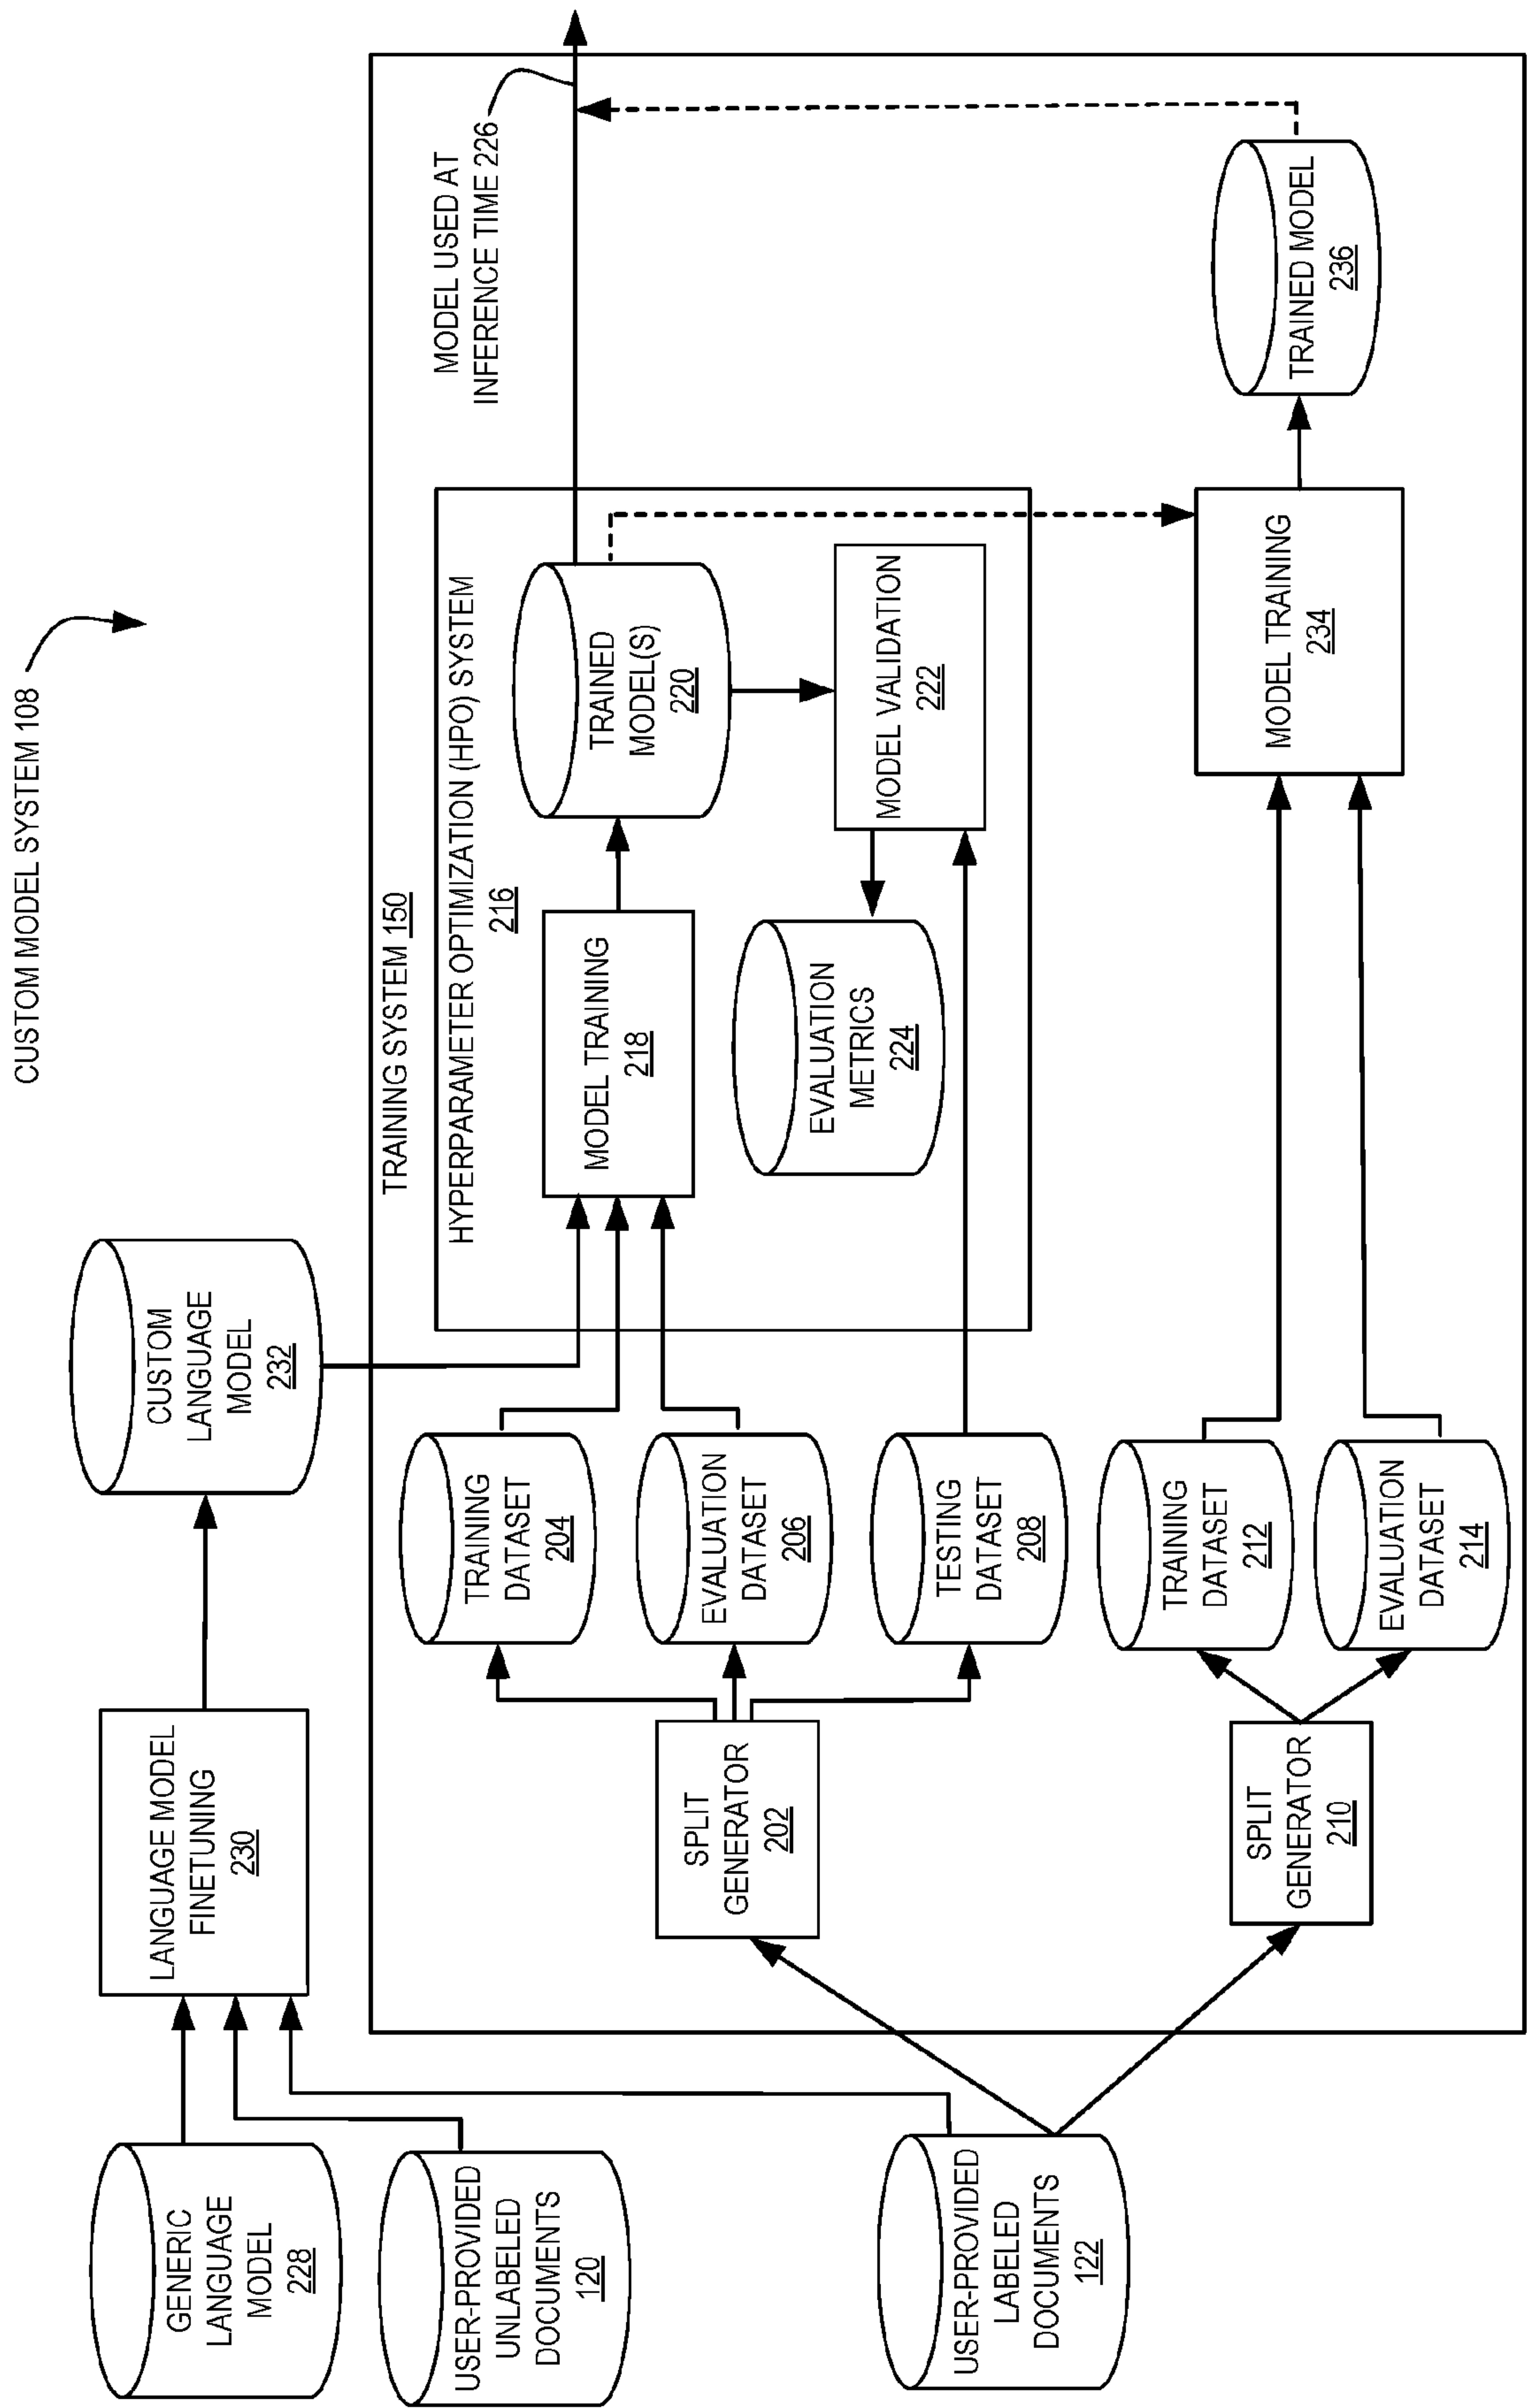 CUSTOM MODEL SYSTEM 108
GENERIC
LANGUAGE
MODEL
228
LANGUAGE MODEL
FINETUNING
230
CUSTOM
LANGUAGE
MODEL
232
USER-PROVIDED
UNLABELED
DOCUMENTS
120
USER-PROVIDED
LABELED
DOCUMENTS
122
TRAINING SYSTEM 150
SPLIT
GENERATOR
202
TRAINING
DATASET
204
EVALUATION
DATASET
206
TESTING
DATASET
208
HYPERPARAMETER OPTIMIZATION (HPO) SYSTEM
216
MODEL TRAINING
218
TRAINED
MODEL(S)
220
MODEL VALIDATION
222
EVALUATION
METRICS
224
MODEL USED AT
INFERENCE TIME 226
SPLIT
GENERATOR
210
TRAINING
DATASET
212
EVALUATION
DATASET
214
MODEL TRAINING
234
TRAINED MODEL
236